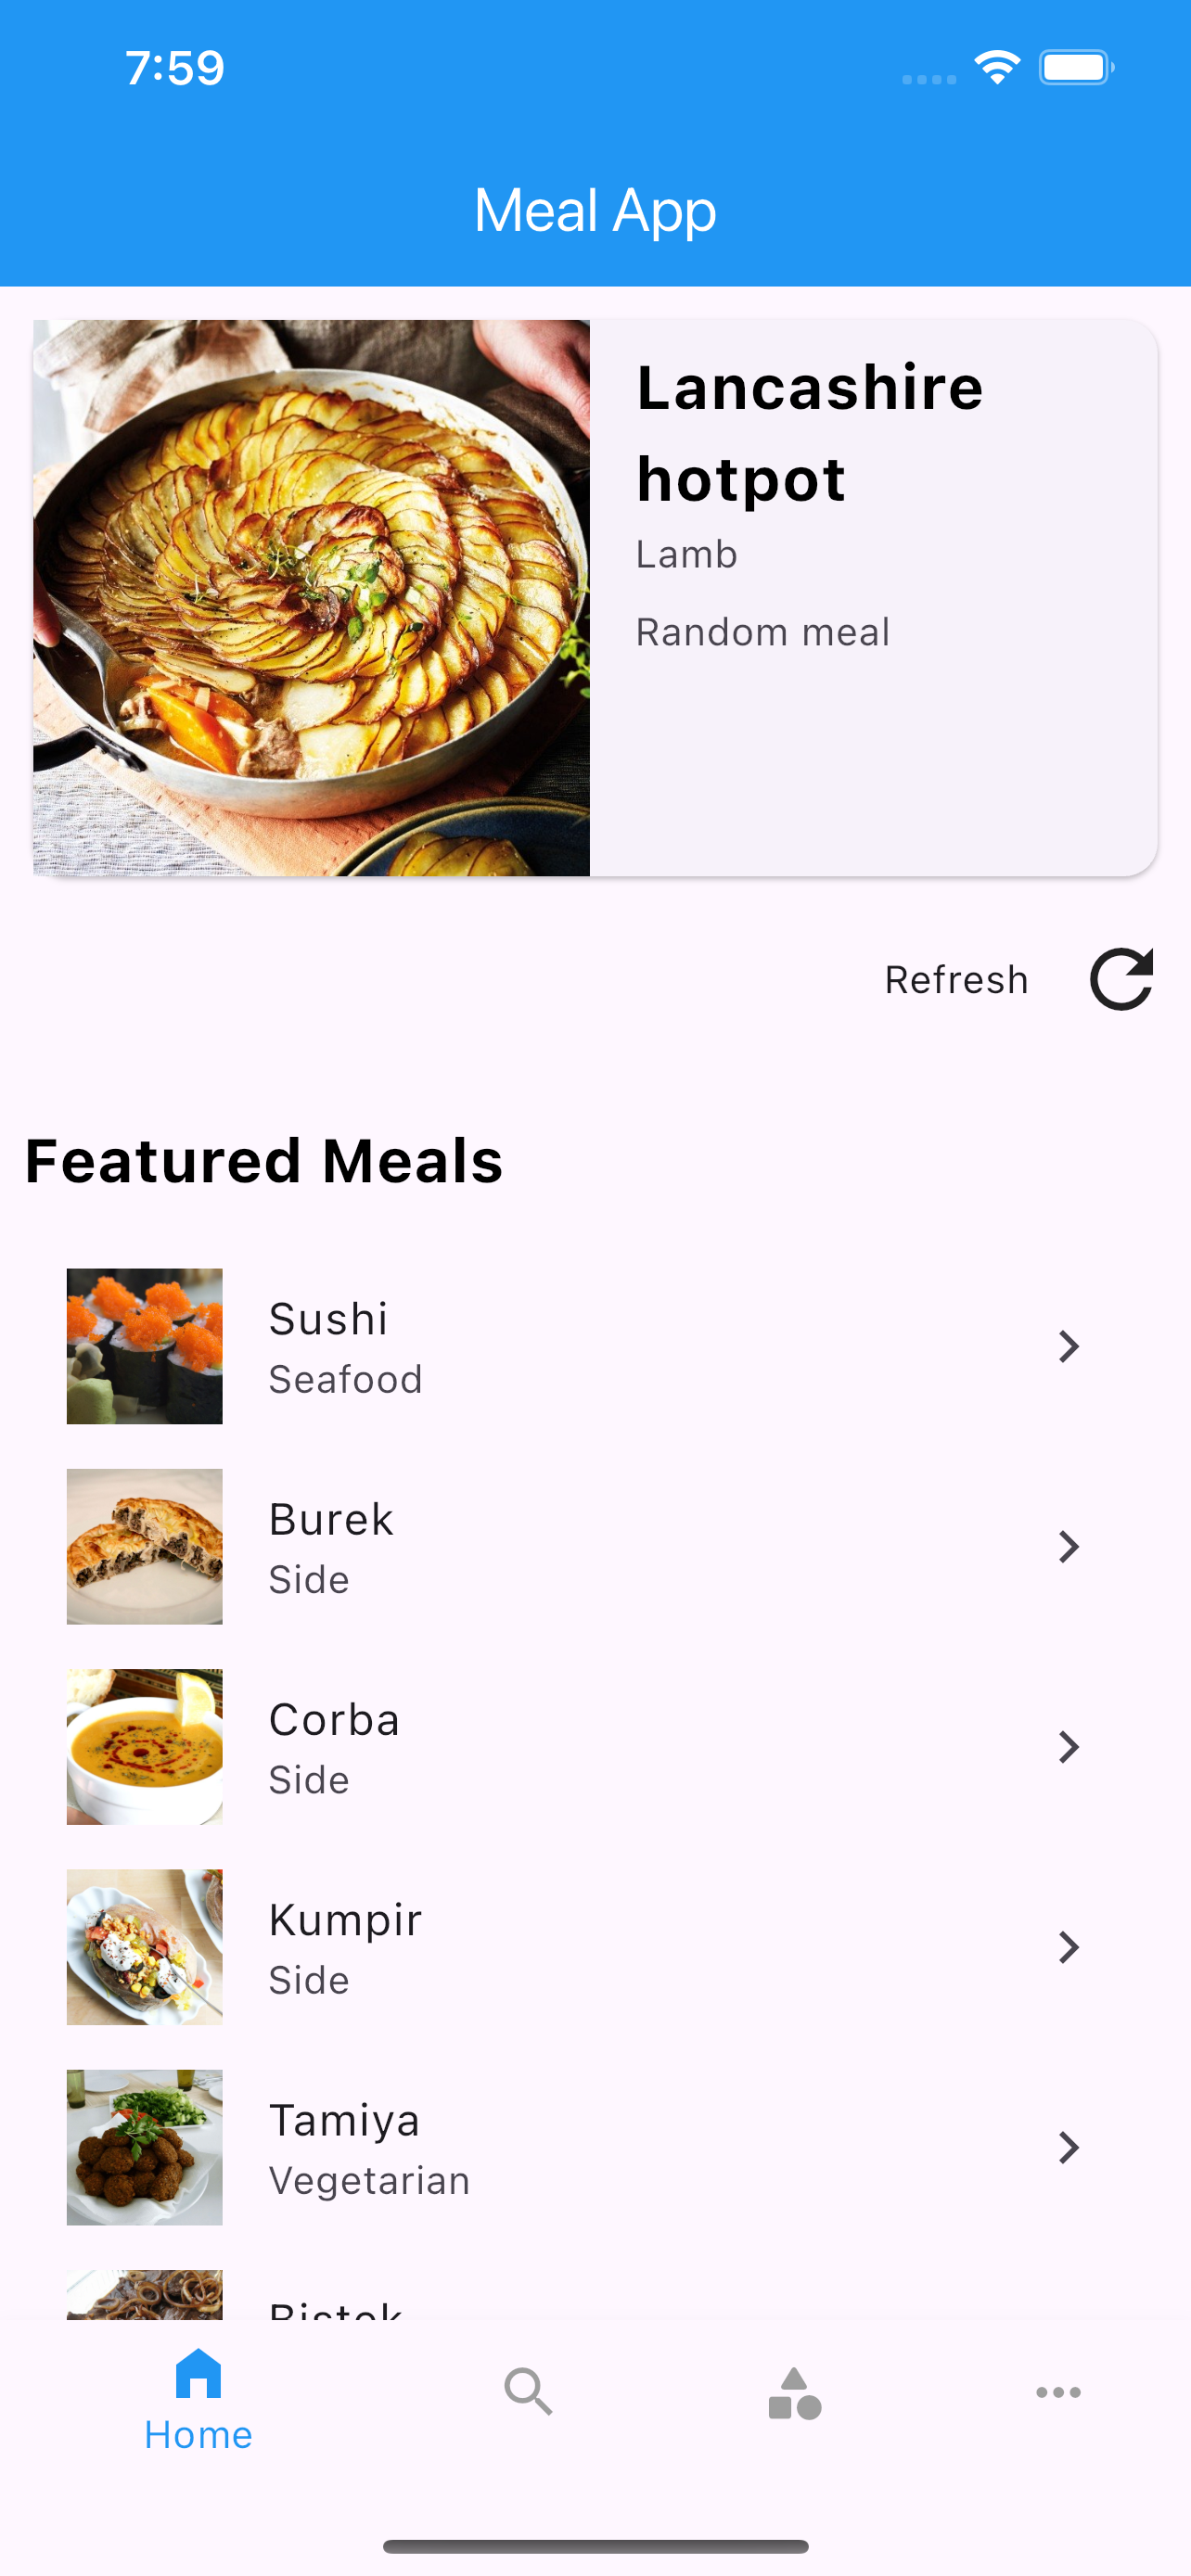 7:59
Meal App
Lancashire
hotpot
Lamb
Random meal
Refresh
Featured Meals
Sushi
Seafood
Burek
Side
Corba
Side
Kumpir
Side
Tamiya
Vegetarian
Bistek
Home